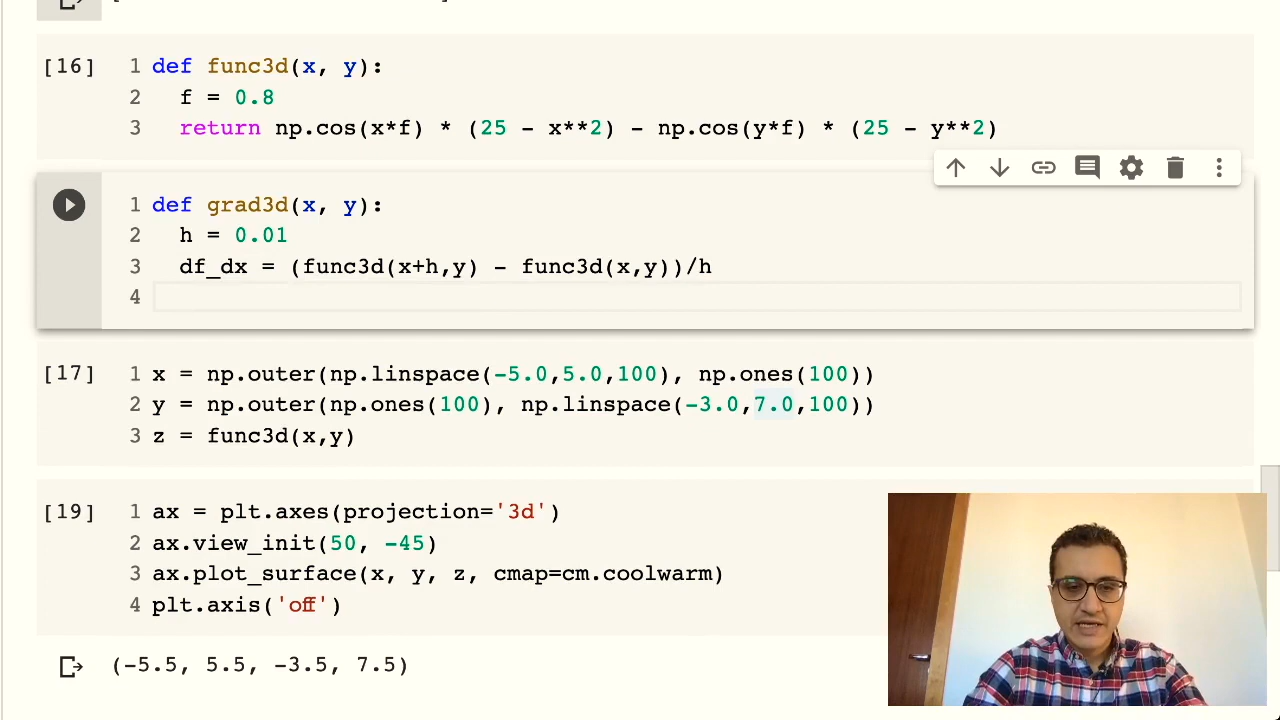 [16] 1 def func3d(x, y):
2 f = 0.8
3 return np.cos(x*f) * (25 - x**2) - np.cos(y*f) * (25 - y**2)
1 def grad3d(x, y):
2 h = 0.01
3 df_dx = (func3d(x+h,y) - func3d(x,y))/h
4
[17] 1 x = np.outer(np.linspace(-5.0,5.0,100), np.ones(100))
2 y = np.outer(np.ones(100), np.linspace(-3.0,7.0,100))
3 z = func3d(x,y)
[19] 1 ax = plt.axes(projection='3d')
2 ax.view_init(50, -45)
3 ax.plot_surface(x, y, z, cmap=cm.coolwarm)
4 plt.axis('off')
(-5.5, 5.5, -3.5, 7.5)